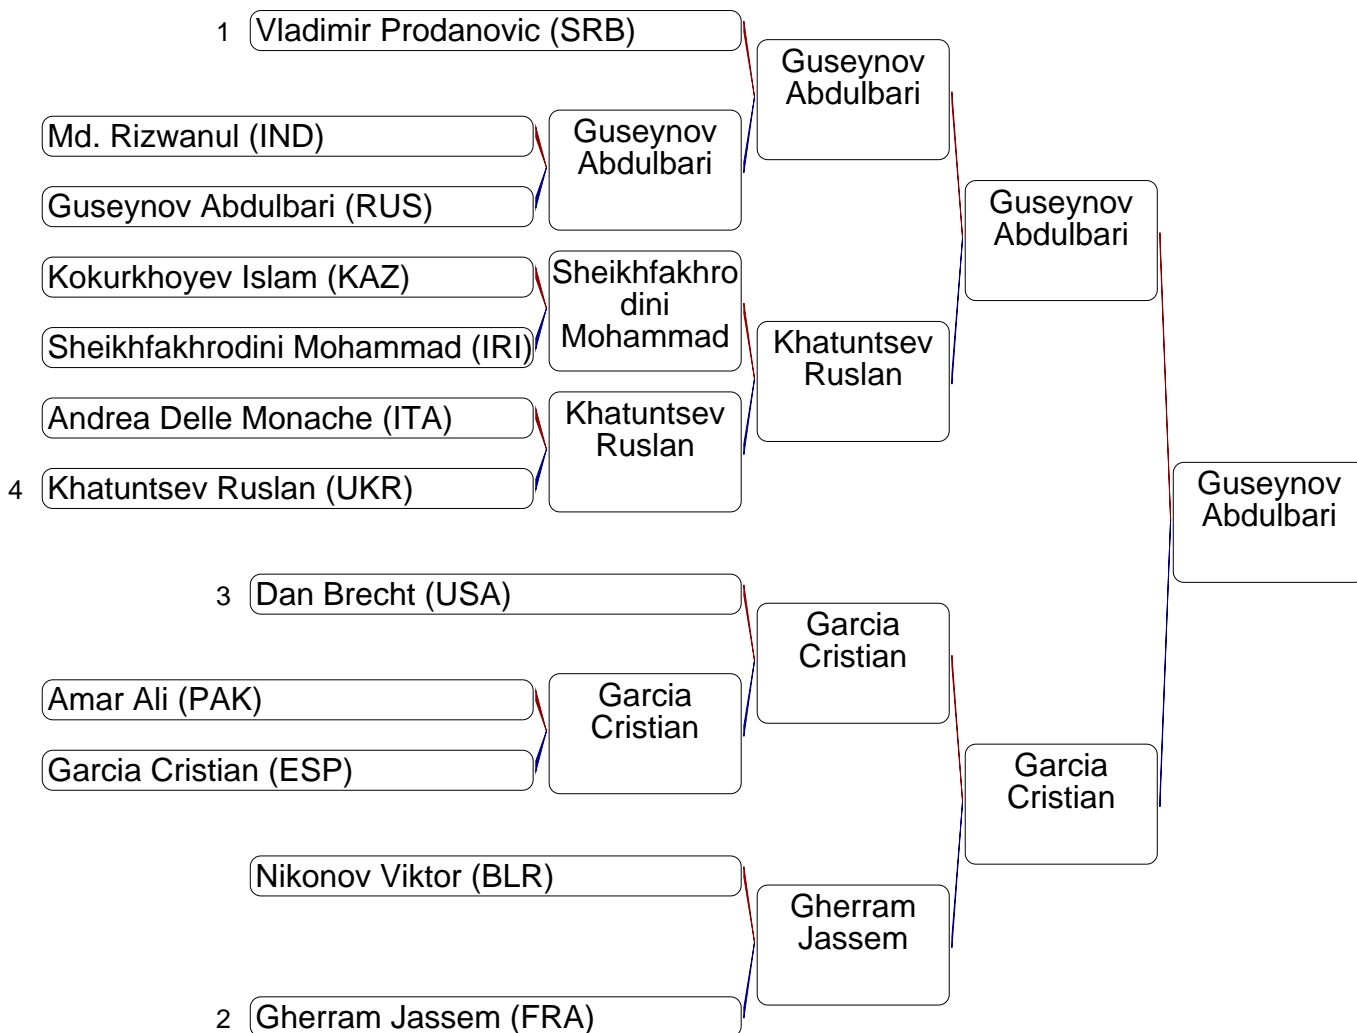 1 Vladimir Prodanovic (SRB)
Guseynov
Abdulbari
Md. Rizwanul (IND)
Guseynov
Abdulbari
Guseynov Abdulbari (RUS)
Guseynov
Abdulbari
Kokurkhoyev Islam (KAZ)
Sheikhfakhro
dini
Mohammad
Sheikhfakhrodini Mohammad (IRI)
Khatuntsev
Ruslan
Andrea Delle Monache (ITA)
Khatuntsev
Ruslan
4 Khatuntsev Ruslan (UKR)
Guseynov
Abdulbari
3 Dan Brecht (USA)
Garcia
Cristian
Amar Ali (PAK)
Garcia
Cristian
Garcia Cristian (ESP)
Garcia
Cristian
Nikonov Viktor (BLR)
Gherram
Jassem
2 Gherram Jassem (FRA)